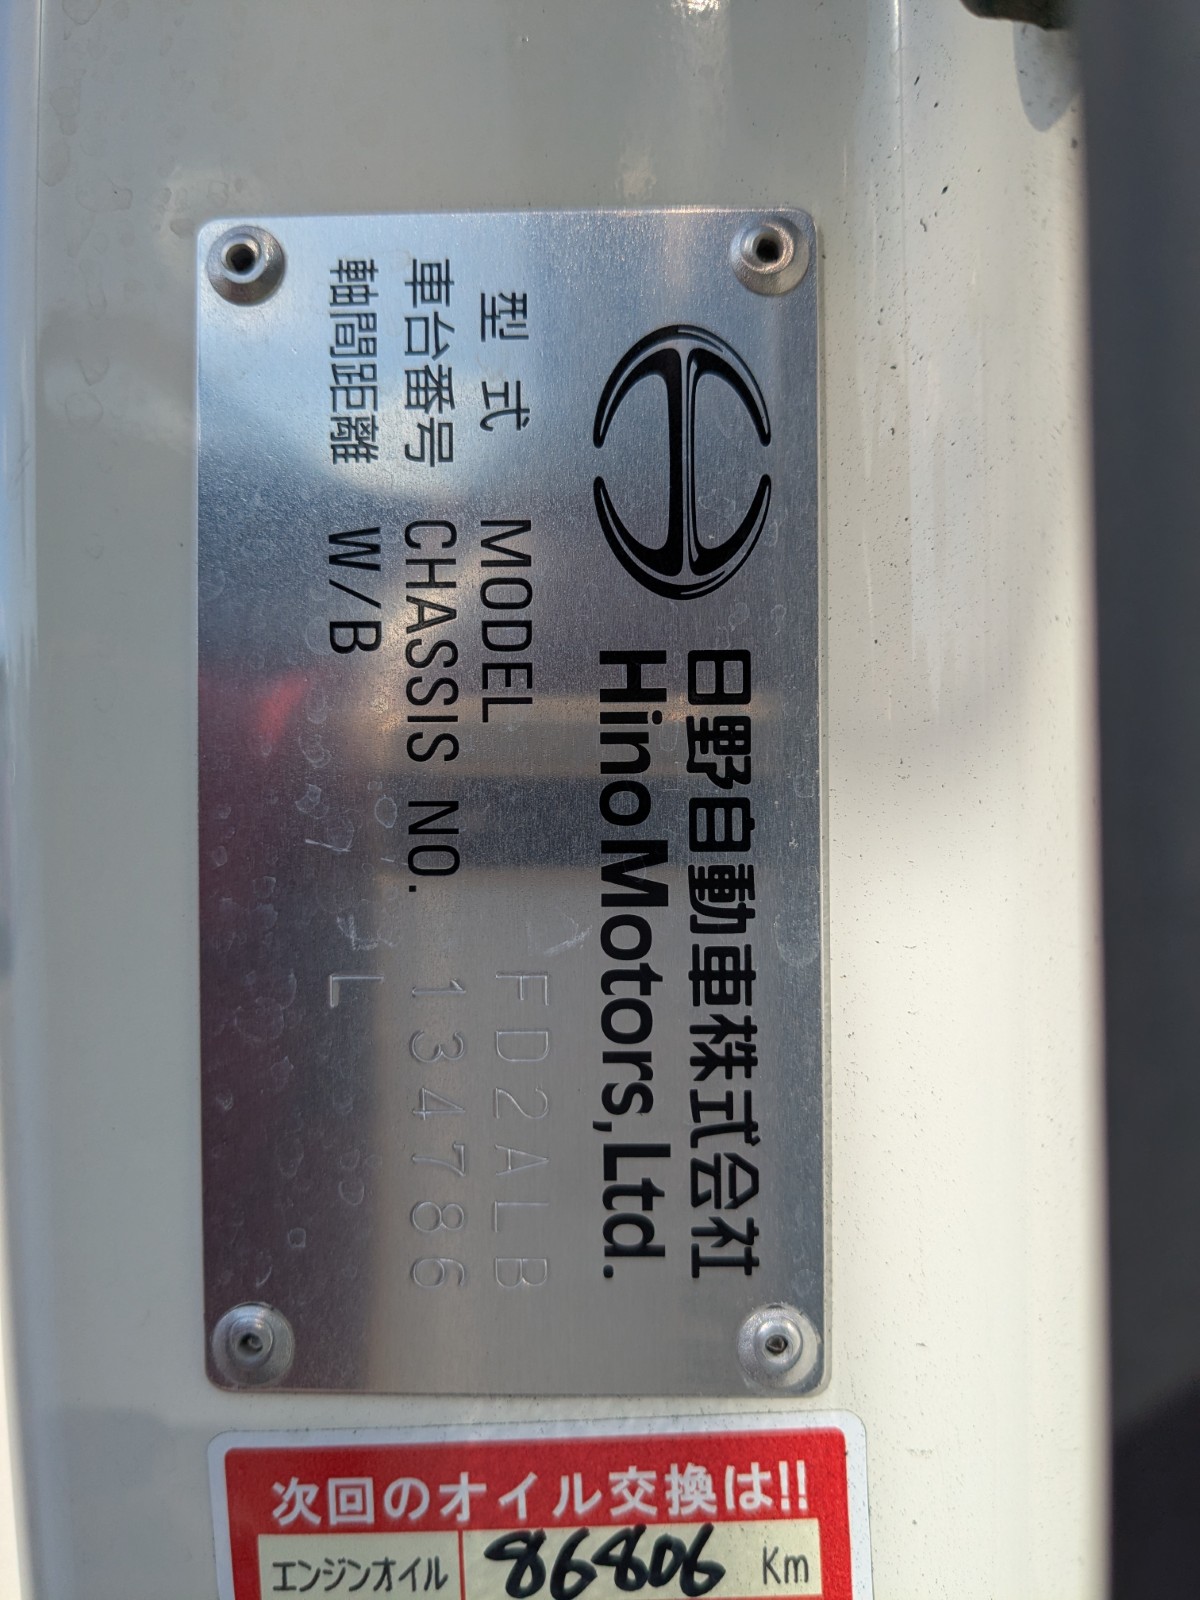 日野自動車株式会社
HinoMotors,Ltd.
型式 MODEL FD2ALB
車台番号 CHASSIS NO. 134786
軸間距離 W/B L
次回のオイル交換は!!
エンジンオイル 86806 Km